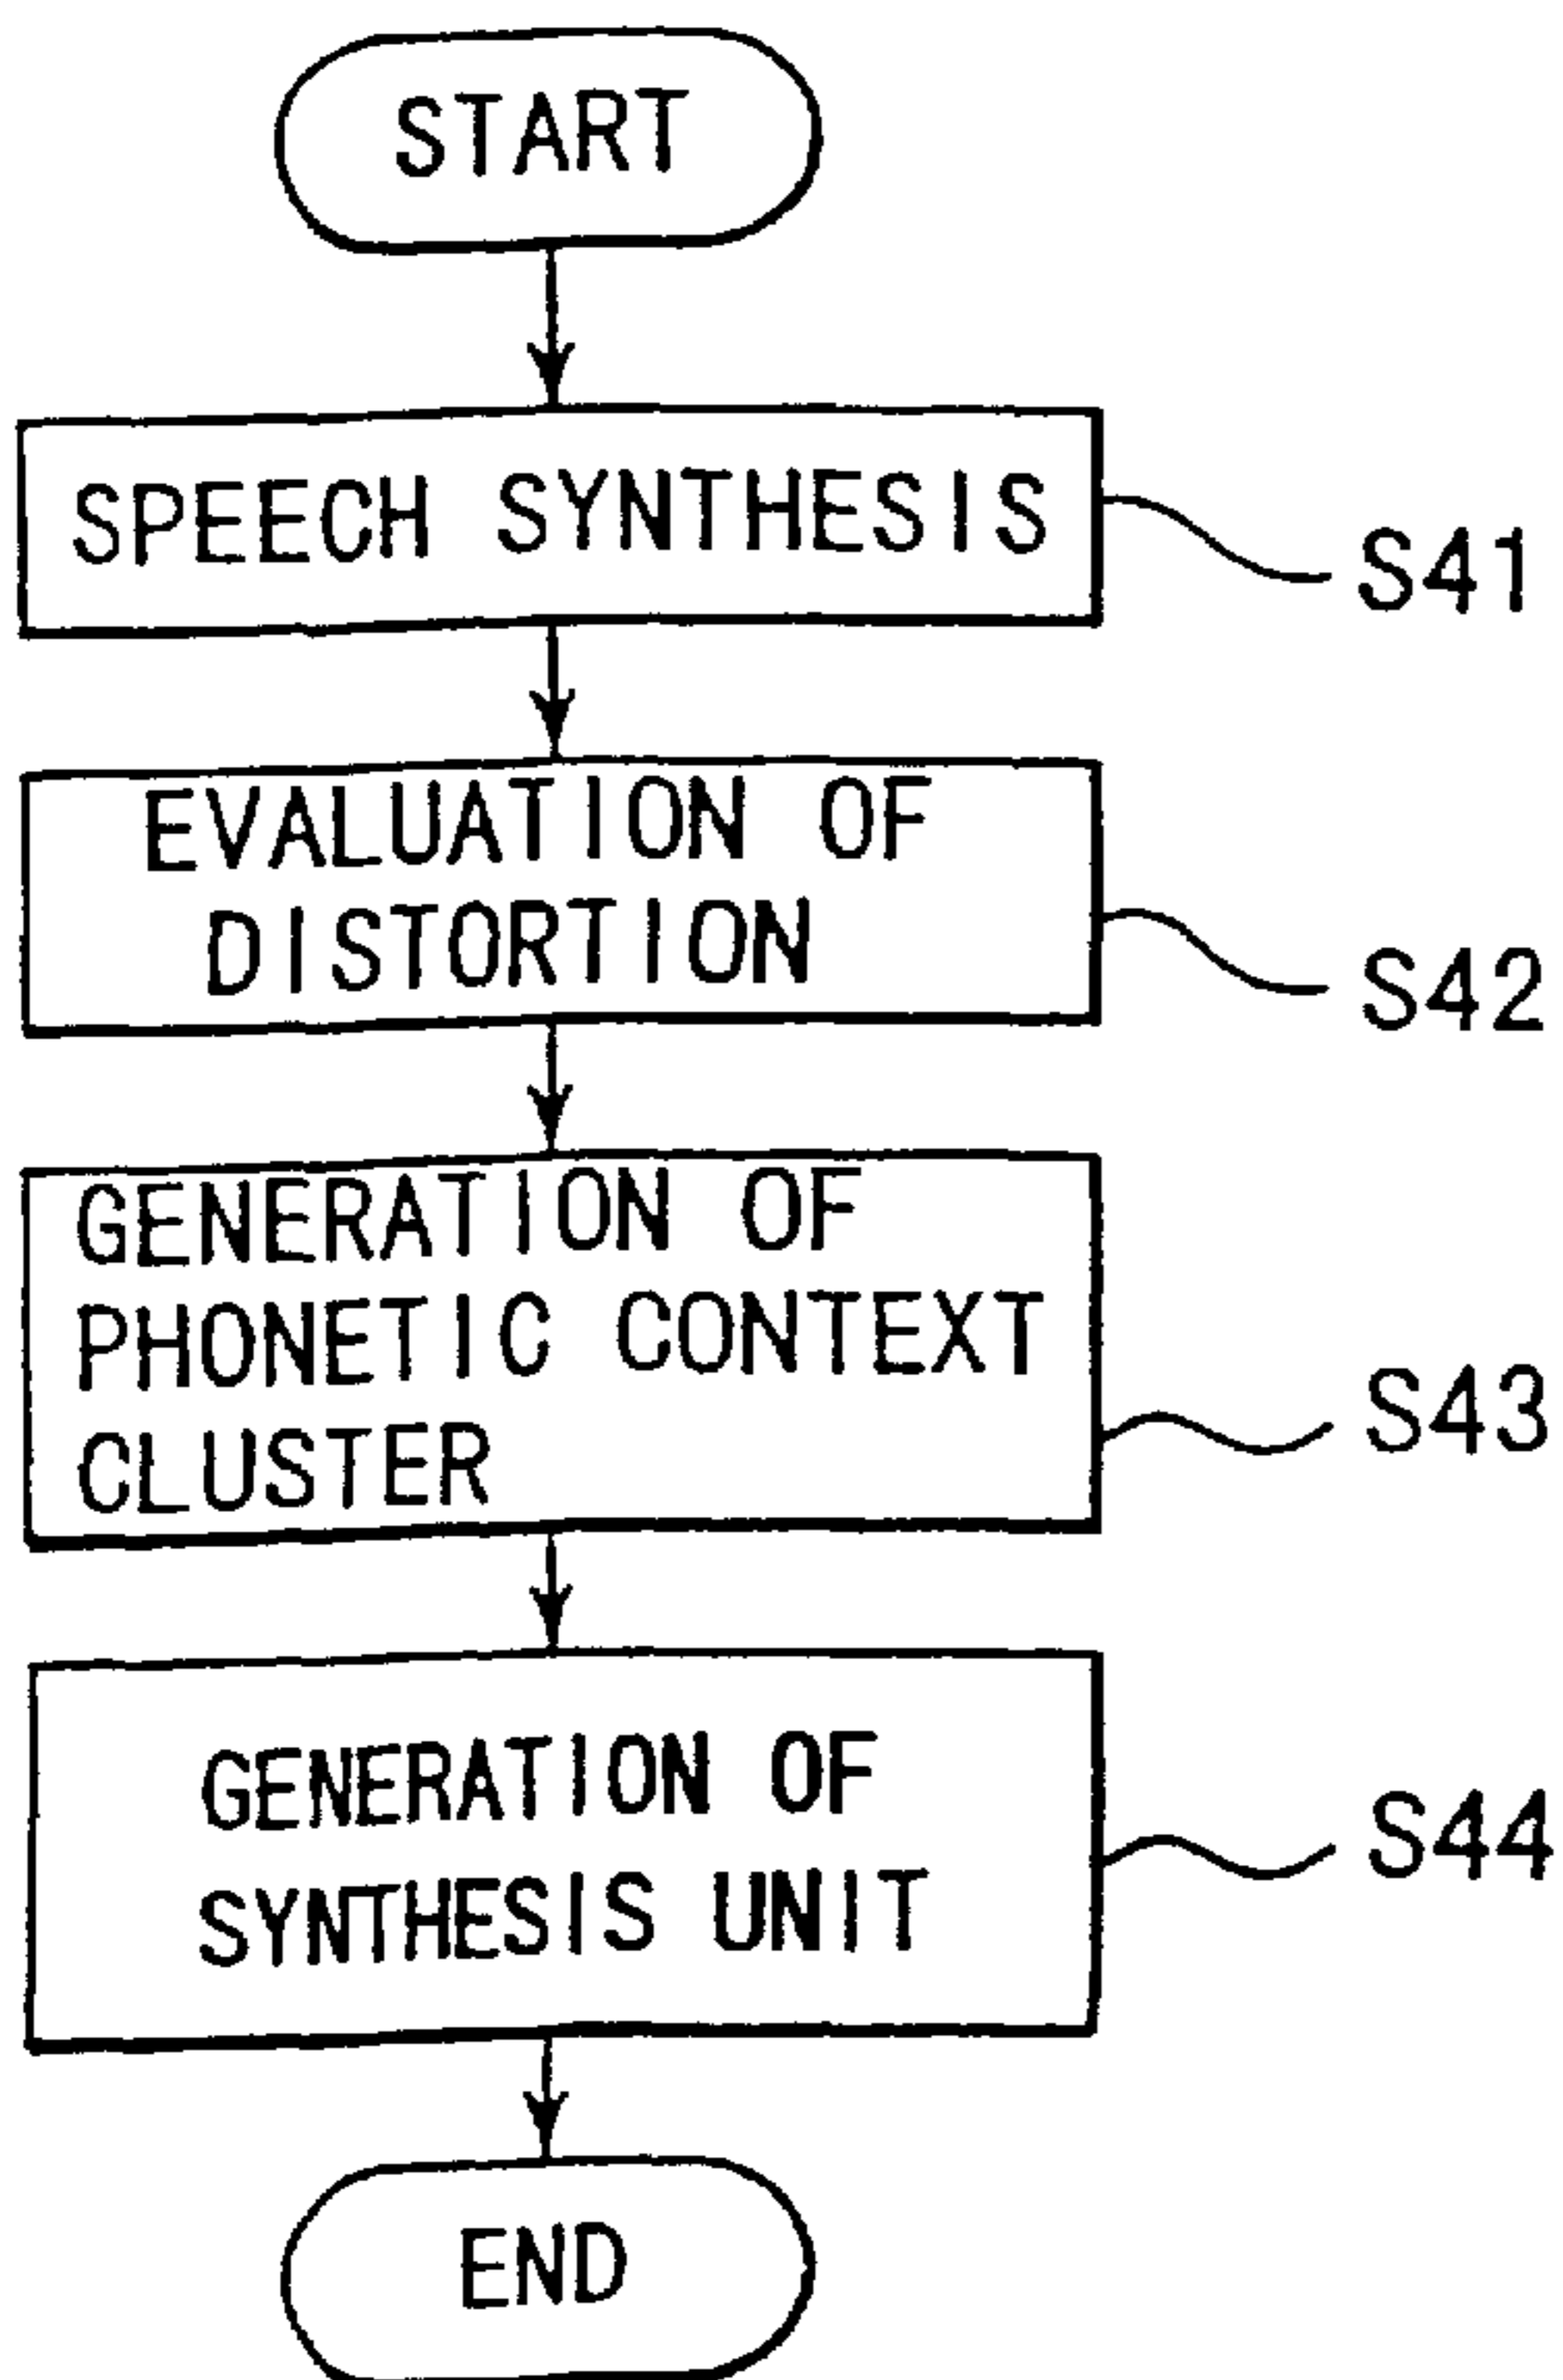 START
SPEECH SYNTHESIS
S41
EVALUATION OF
DISTORTION
S42
GENERATION OF
PHONETIC CONTEXT
CLUSTER
S43
GENERATION OF
SYNTHESIS UNIT
S44
END